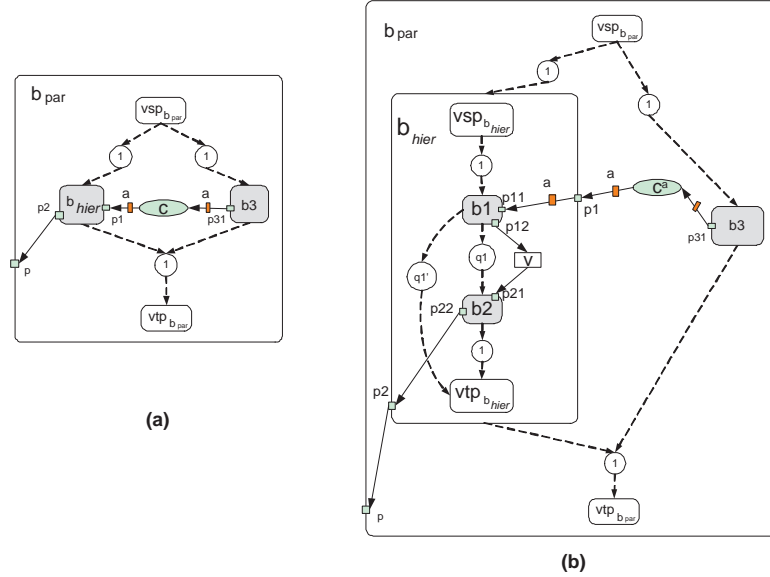 b par
vsp b par
1
1
b hier
p2
p1
a
c
a
p31
b3
p
1
vtp b par
(a)
b par
vsp b par
1
1
b hier
vsp b hier
1
b1
p11
p12
a
p1
a
c a
p31
b3
q1
q1'
v
p21
b2
p22
1
p2
vtp b hier
1
p
vtp b par
(b)